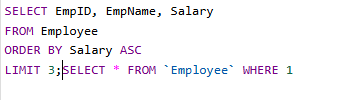 SELECT EmpID, EmpName, Salary
FROM Employee
ORDER BY Salary ASC
LIMIT 3;SELECT * FROM `Employee` WHERE 1